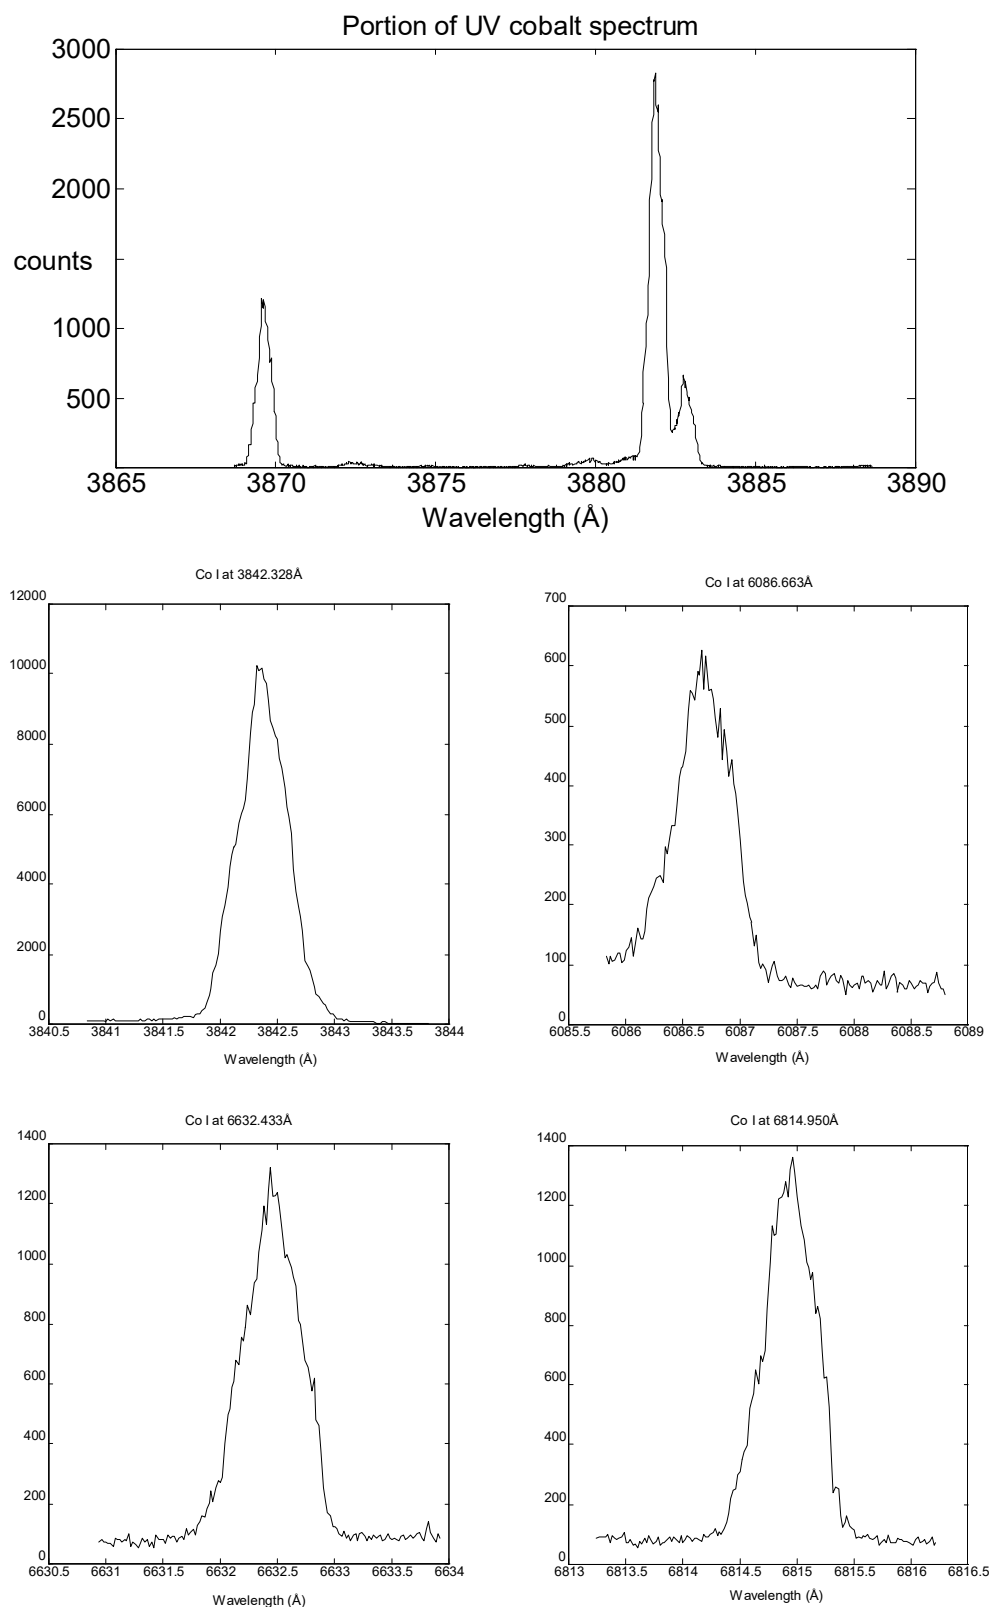 Portion of UV cobalt spectrum
3000
2500
2000
counts
1000
500
3865 3870 3875 3880 3885 3890
Wavelength (Å)
Co I at 3842.328Å
12000
10000
8000
6000
4000
2000
0
3840.5 3841 3841.5 3842 3842.5 3843 3843.5 3844
Wavelength (Å)
Co I at 6086.663Å
700
600
500
400
300
200
100
0
6085.5 6086 6086.5 6087 6087.5 6088 6088.5 6089
Wavelength (Å)
Co I at 6632.433Å
1400
1200
1000
800
600
400
200
0
6630.5 6631 6631.5 6632 6632.5 6633 6633.5 6634
Wavelength (Å)
Co I at 6814.950Å
1400
1200
1000
800
600
400
200
0
6813 6813.5 6814 6814.5 6815 6815.5 6816 6816.5
Wavelength (Å)